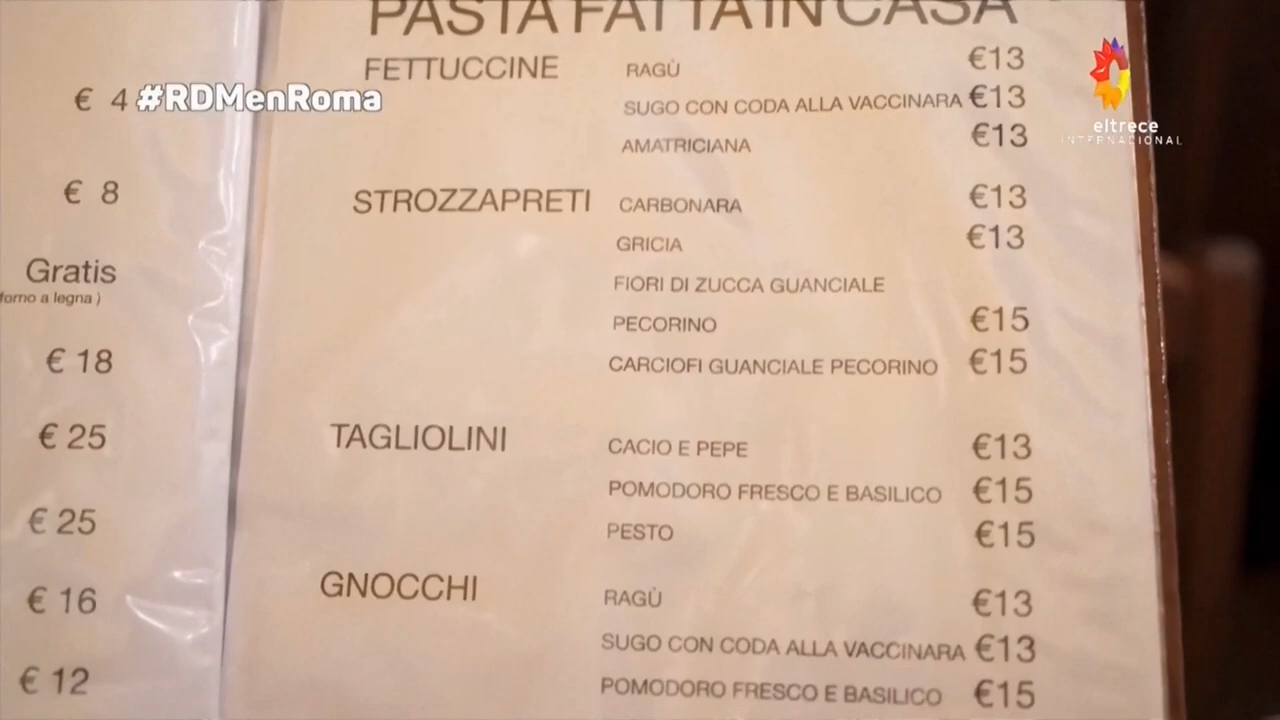 PASTA FATTA IN CASA
FETTUCCINE RAGÙ €13
SUGO CON CODA ALLA VACCINARA €13
AMATRICIANA €13
STROZZAPRETI CARBONARA €13
GRICIA €13
FIORI DI ZUCCA GUANCIALE
PECORINO €15
CARCIOFI GUANCIALE PECORINO €15
TAGLIOLINI CACIO E PEPE €13
POMODORO FRESCO E BASILICO €15
PESTO €15
GNOCCHI RAGÙ €13
SUGO CON CODA ALLA VACCINARA €13
POMODORO FRESCO E BASILICO €15
€ 4
€ 8
Gratis
forno a legna )
€ 18
€ 25
€ 25
€ 16
€ 12
#RDMenRoma
eltrece
INTERNACIONAL